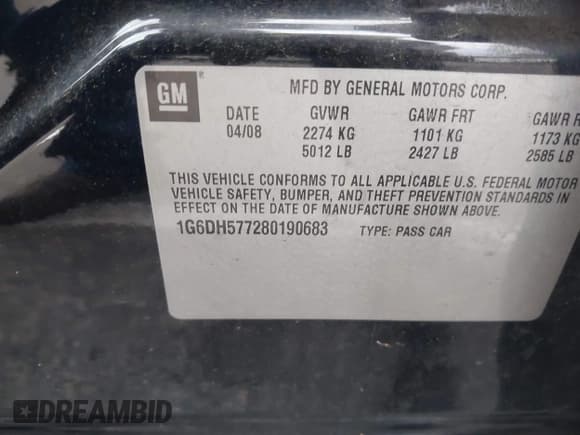 GM ®
MFD BY GENERAL MOTORS CORP.
DATE GVWR GAWR FRT GAWR R
04/08 2274 KG 1101 KG 1173 KG
5012 LB 2427 LB 2585 LB
THIS VEHICLE CONFORMS TO ALL APPLICABLE U.S. FEDERAL MOTOR
VEHICLE SAFETY, BUMPER, AND THEFT PREVENTION STANDARDS IN
EFFECT ON THE DATE OF MANUFACTURE SHOWN ABOVE.
1G6DH577280190683 TYPE: PASS CAR
DREAMBID